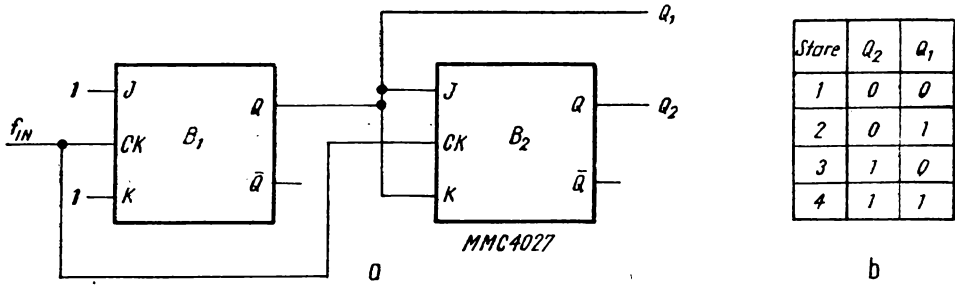 Q₁
1 J
Q
J
Q
Q₂
f_IN
CK
B₁
CK
B₂
1 K
Q̄
K
Q̄
MMC4027
a
Stare Q₂ Q₁
1 0 0
2 0 1
3 1 0
4 1 1
b